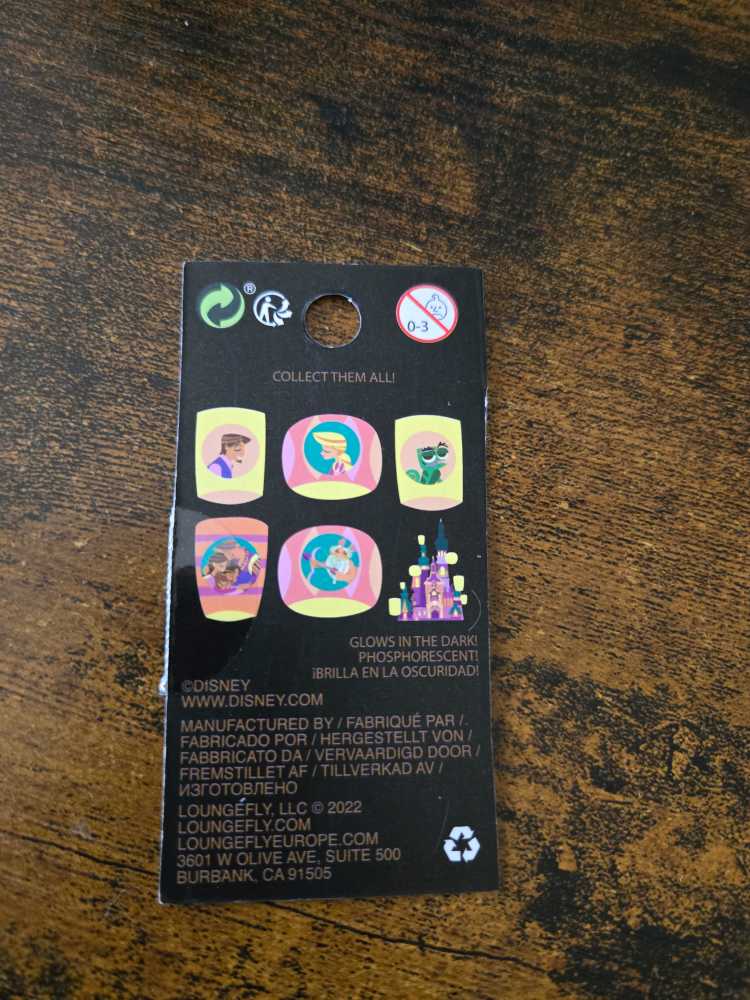 ®
0-3
COLLECT THEM ALL!
GLOWS IN THE DARK!
PHOSPHORESCENT!
¡BRILLA EN LA OSCURIDAD!
©DISNEY
WWW.DISNEY.COM
MANUFACTURED BY / FABRIQUÉ PAR /.
FABRICADO POR / HERGESTELLT VON /
FABBRICATO DA / VERVAARDIGD DOOR /
FREMSTILLET AF / TILLVERKAD AV /
ИЗГОТОВЛЕНО
LOUNGEFLY, LLC © 2022
LOUNGEFLY.COM
LOUNGEFLYEUROPE.COM
3601 W OLIVE AVE, SUITE 500
BURBANK, CA 91505